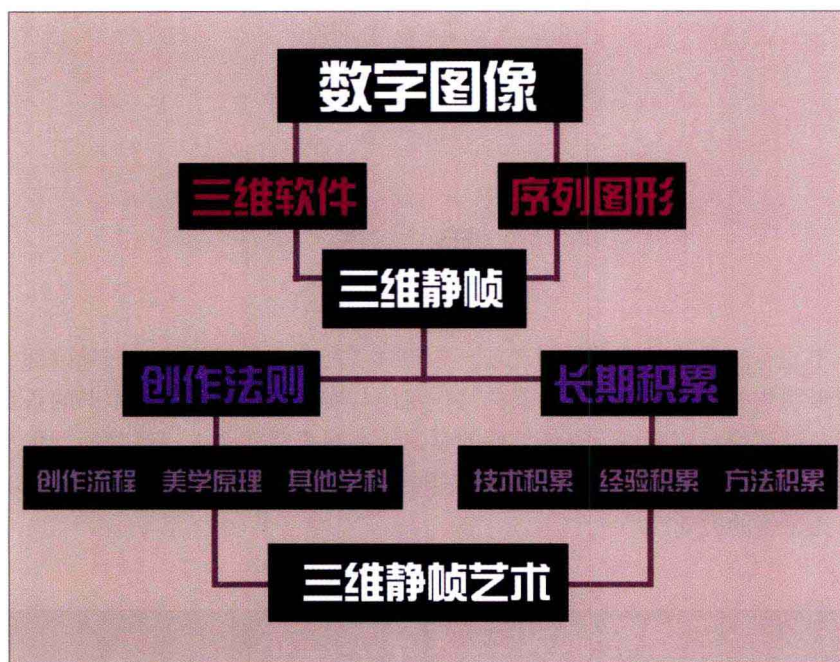 数字图像
三维软件 序列图形
三维静帧
创作法则 长期积累
创作流程 美学原理 其他学科 技术积累 经验积累 方法积累
三维静帧艺术